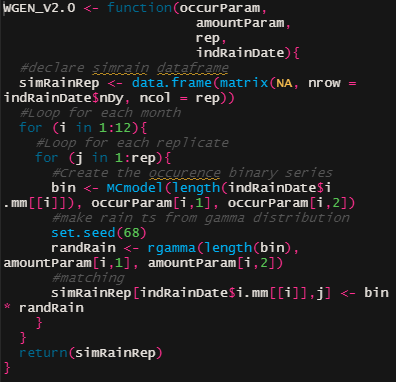 WGEN_V2.0 <- function(occurParam,
amountParam,
rep,
indRainDate){
#declare simrain dataframe
simRainRep <- data.frame(matrix(NA, nrow =
indRainDate$nDy, ncol = rep))
#Loop for each month
for (i in 1:12){
#Loop for each replicate
for (j in 1:rep){
#Create the occurence binary series
bin <- MCmodel(length(indRainDate$i
.mm[[i]]), occurParam[i,1], occurParam[i,2])
#make rain ts from gamma distribution
set.seed(68)
randRain <- rgamma(length(bin),
amountParam[i,1], amountParam[i,2])
#matching
simRainRep[indRainDate$i.mm[[i]],j] <- bin
* randRain
}
}
return(simRainRep)
}